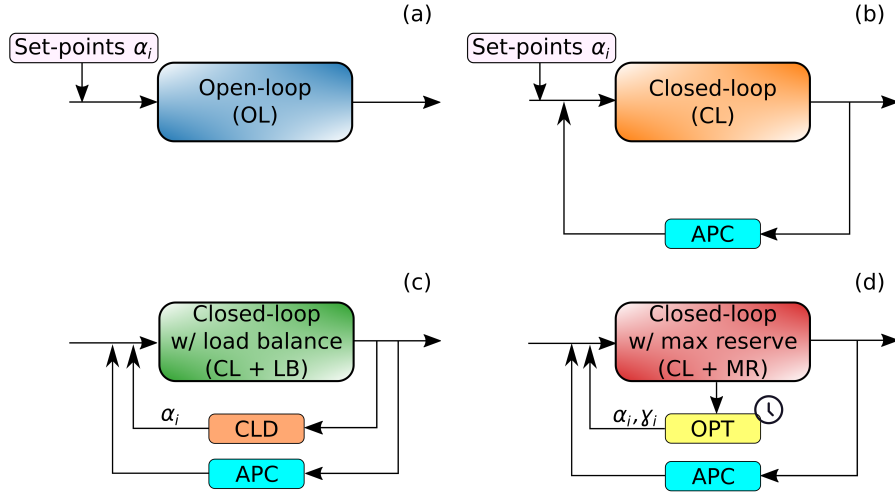 (a)
Set-points αᵢ
Open-loop
(OL)
(b)
Set-points αᵢ
Closed-loop
(CL)
APC
(c)
Closed-loop
w/ load balance
(CL + LB)
αᵢ
CLD
APC
(d)
Closed-loop
w/ max reserve
(CL + MR)
αᵢ,γᵢ
OPT
APC